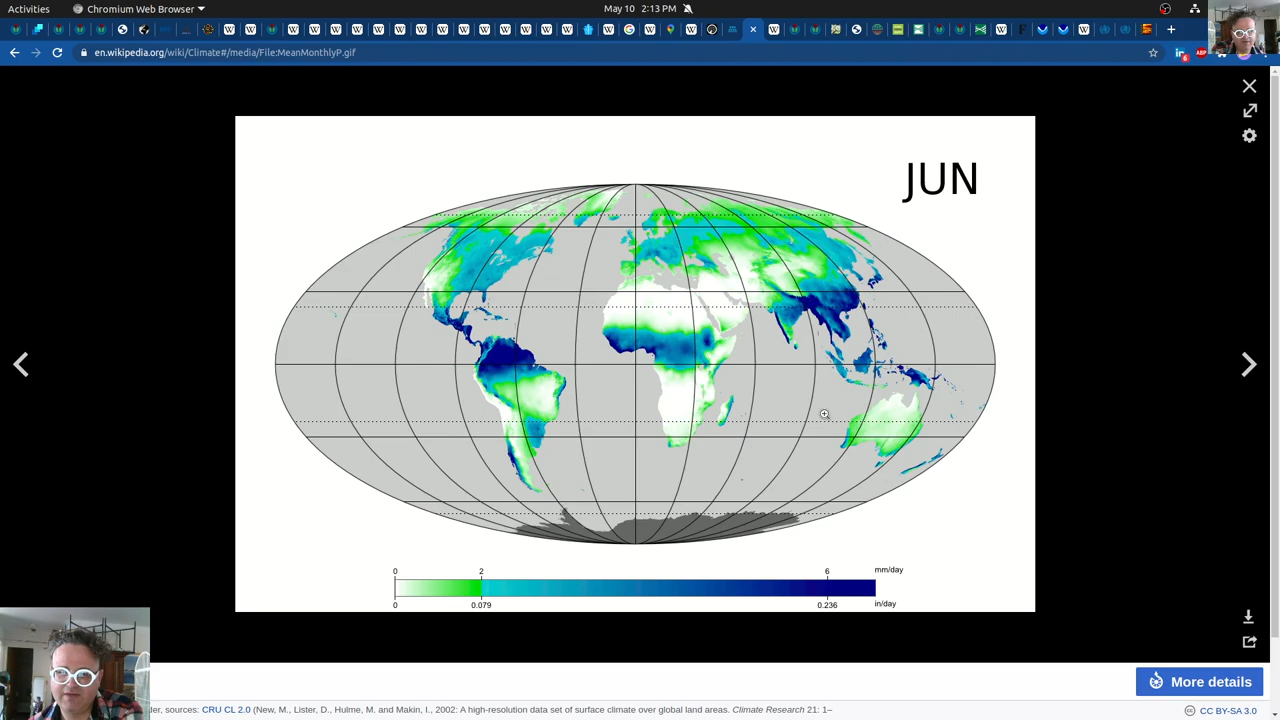 Activities
Chromium Web Browser
May 10 2:13 PM
en.wikipedia.org/wiki/Climate#/media/File:MeanMonthlyP.gif
JUN
0 2 6 mm/day
0 0.079 0.236 in/day
More details
ler, sources: CRU CL 2.0 (New, M., Lister, D., Hulme, M. and Makin, I., 2002: A high-resolution data set of surface climate over global land areas. Climate Research 21: 1–
CC BY-SA 3.0